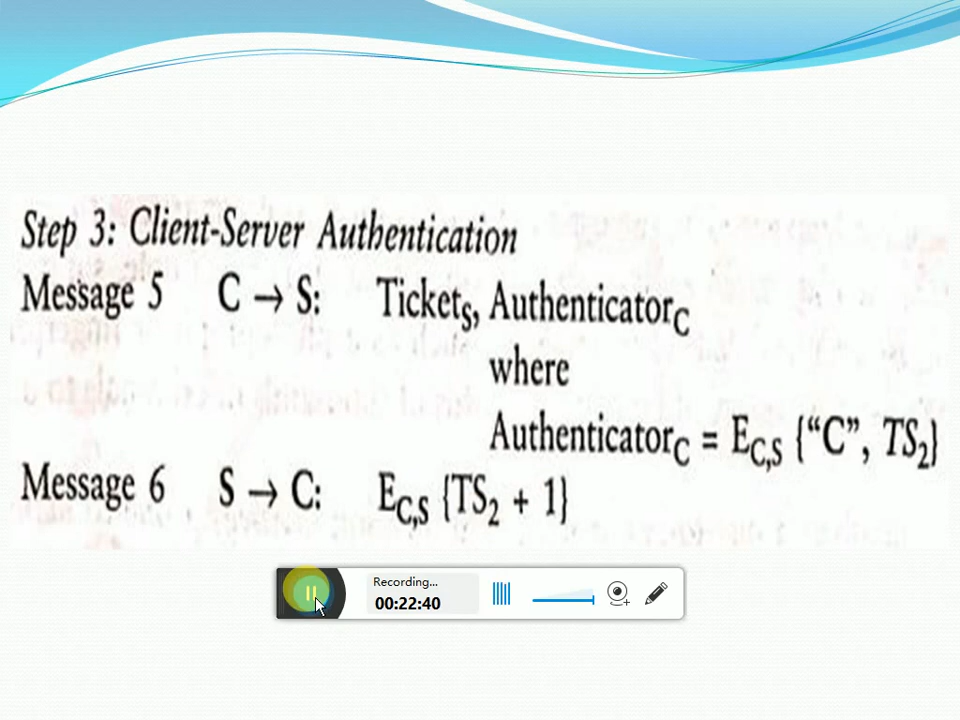 Step 3: Client-Server Authentication
Message 5 C → S: Ticket_S, Authenticator_C
where
Authenticator_C = E_C,S {“C”, TS_2}
Message 6 S → C: E_C,S {TS_2 + 1}
Recording...
00:22:40